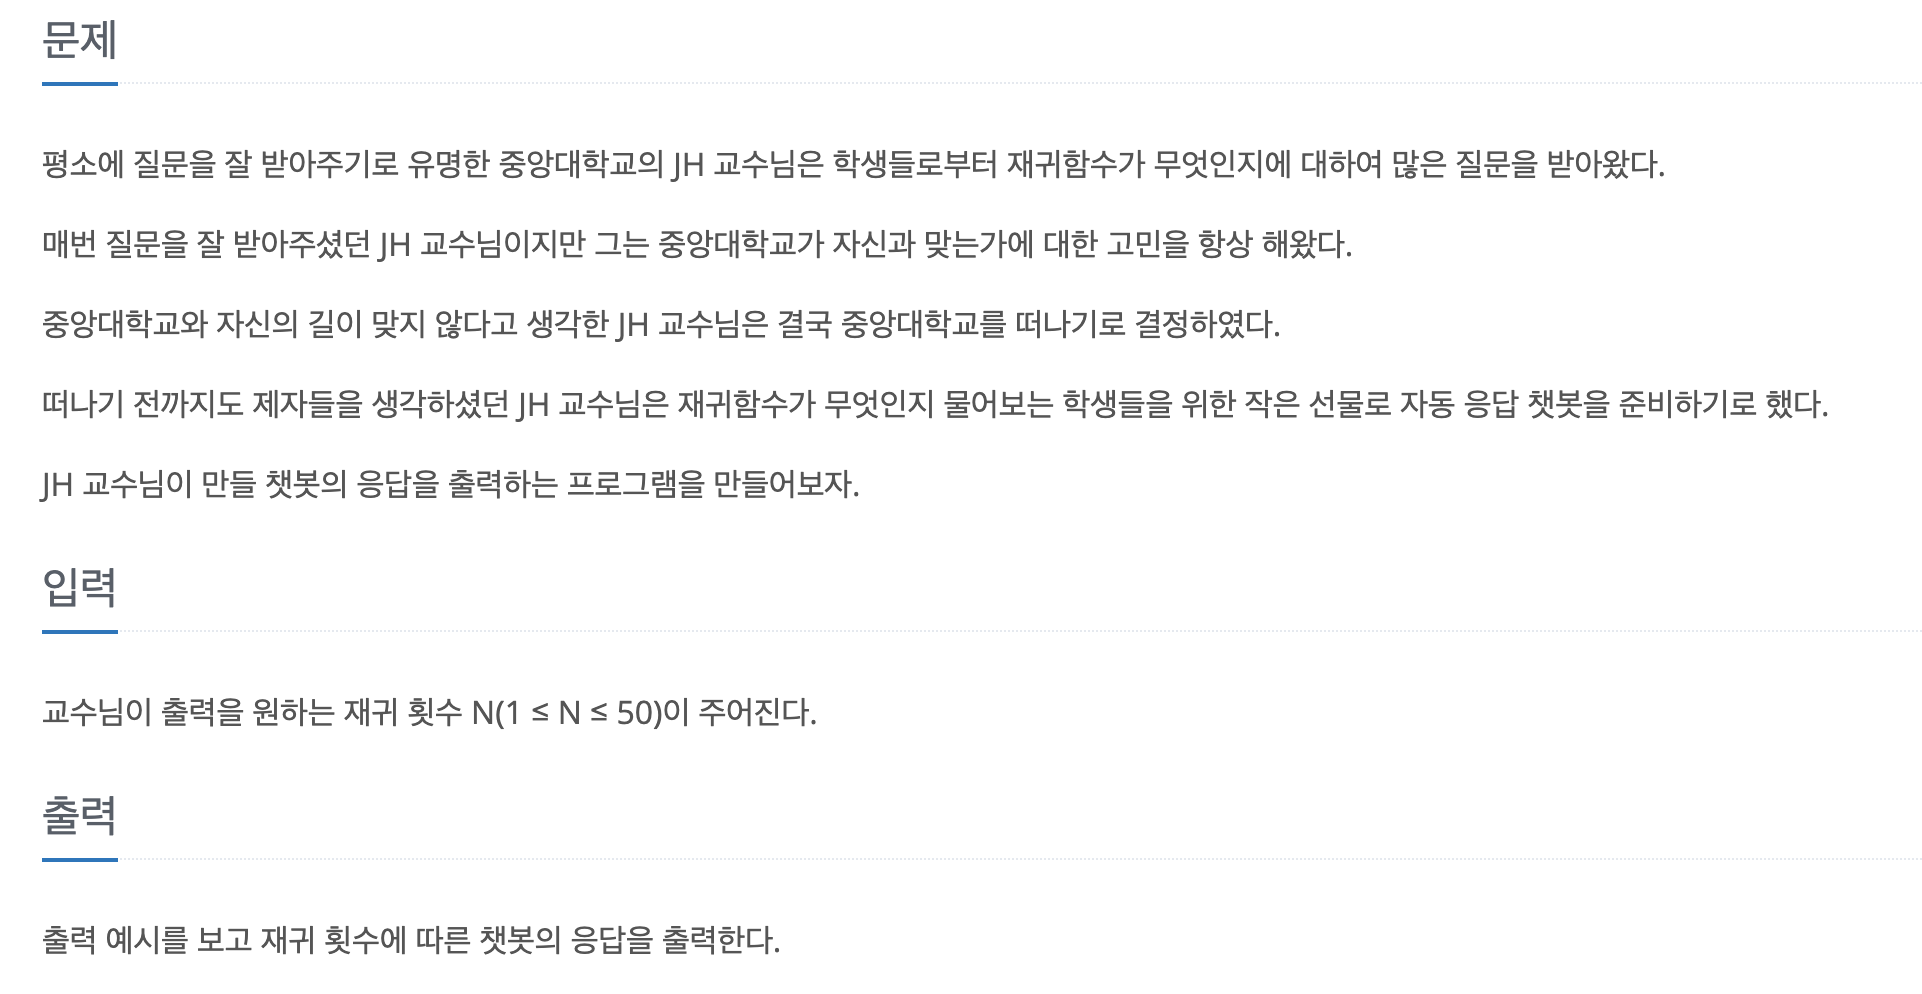 문제
평소에 질문을 잘 받아주기로 유명한 중앙대학교의 JH 교수님은 학생들로부터 재귀함수가 무엇인지에 대하여 많은 질문을 받아왔다.
매번 질문을 잘 받아주셨던 JH 교수님이지만 그는 중앙대학교가 자신과 맞는가에 대한 고민을 항상 해왔다.
중앙대학교와 자신의 길이 맞지 않다고 생각한 JH 교수님은 결국 중앙대학교를 떠나기로 결정하였다.
떠나기 전까지도 제자들을 생각하셨던 JH 교수님은 재귀함수가 무엇인지 물어보는 학생들을 위한 작은 선물로 자동 응답 챗봇을 준비하기로 했다.
JH 교수님이 만들 챗봇의 응답을 출력하는 프로그램을 만들어보자.
입력
교수님이 출력을 원하는 재귀 횟수 N(1 ≤ N ≤ 50)이 주어진다.
출력
출력 예시를 보고 재귀 횟수에 따른 챗봇의 응답을 출력한다.